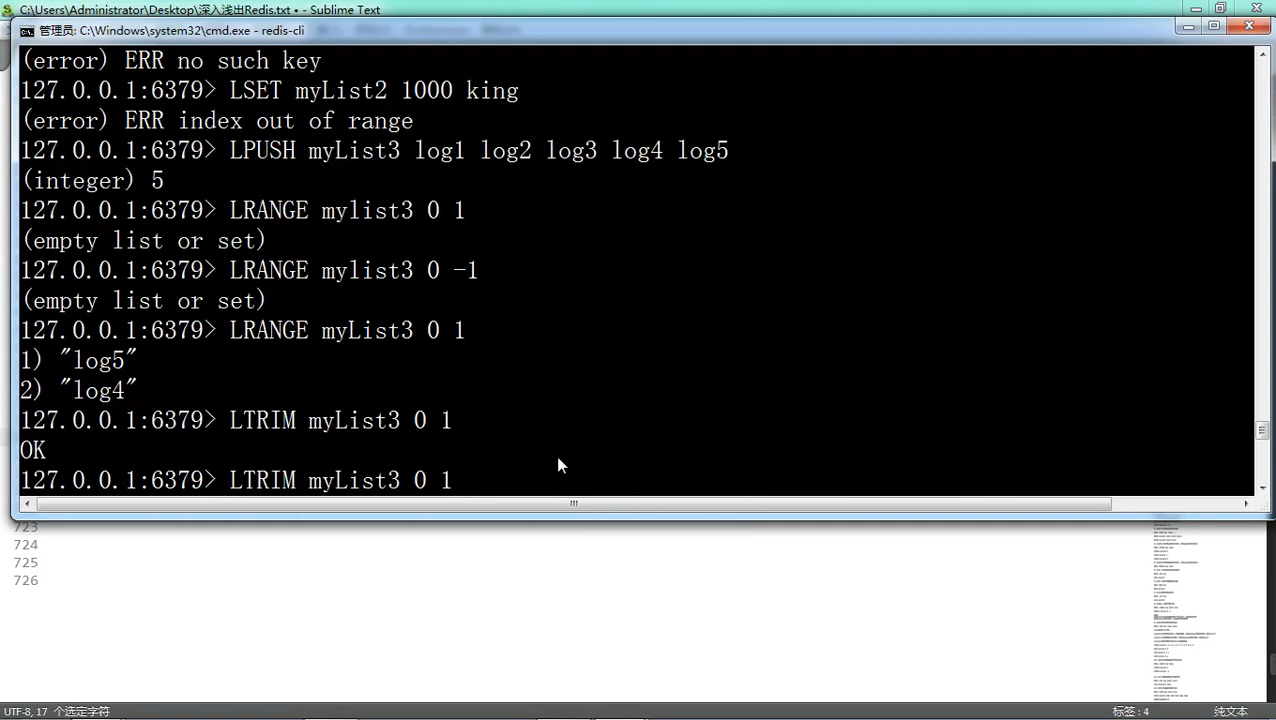 C:\Users\Administrator\Desktop\深入浅出Redis.txt • - Sublime Text
管理员: C:\Windows\system32\cmd.exe - redis-cli
(error) ERR no such key
127.0.0.1:6379> LSET myList2 1000 king
(error) ERR index out of range
127.0.0.1:6379> LPUSH myList3 log1 log2 log3 log4 log5
(integer) 5
127.0.0.1:6379> LRANGE mylist3 0 1
(empty list or set)
127.0.0.1:6379> LRANGE mylist3 0 -1
(empty list or set)
127.0.0.1:6379> LRANGE myList3 0 1
1) "log5"
2) "log4"
127.0.0.1:6379> LTRIM myList3 0 1
OK
127.0.0.1:6379> LTRIM myList3 0 1
723
724
725
726
UTF-8, 7 个选定字符
标签: 4
纯文本